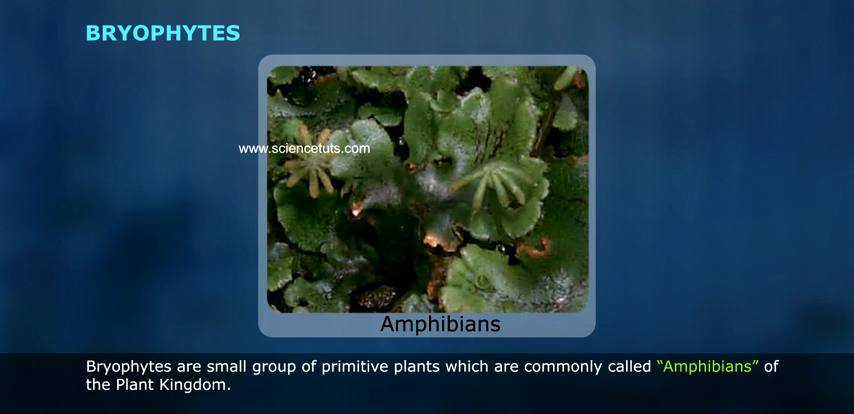 BRYOPHYTES
www.sciencetuts.com
Amphibians
Bryophytes are small group of primitive plants which are commonly called “Amphibians” of
the Plant Kingdom.